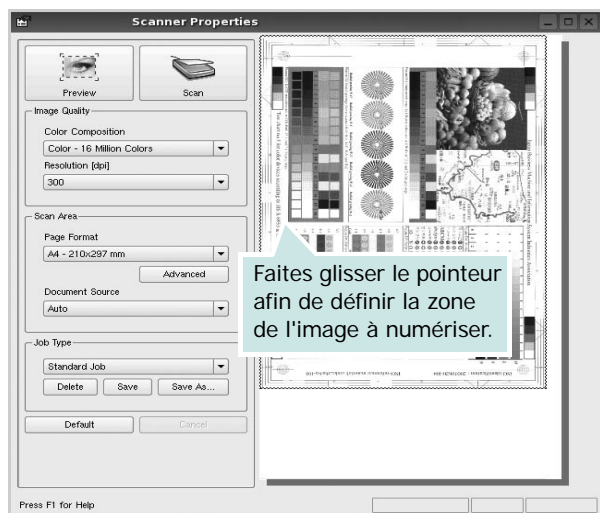 Scanner Properties
Preview
Scan
Image Quality
Color Composition
Color - 16 Million Colors
Resolution [dpi]
300
Scan Area
Page Format
A4 - 210x297 mm
Advanced
Document Source
Auto
Job Type
Standard Job
Delete
Save
Save As...
Default
Cancel
Press F1 for Help
Faites glisser le pointeur
afin de définir la zone
de l'image à numériser.